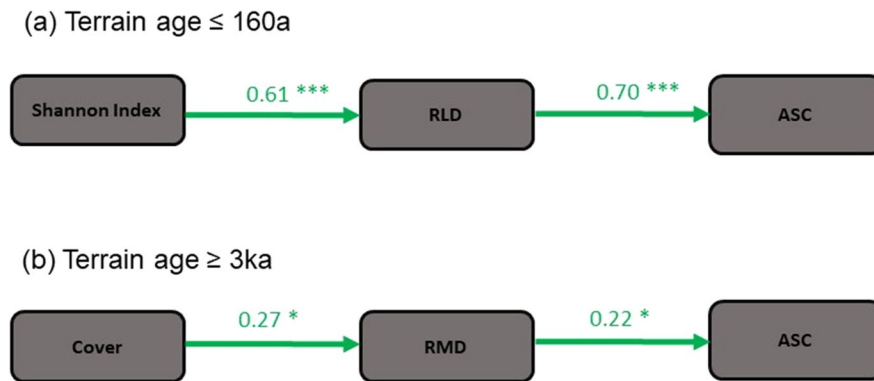 (a) Terrain age ≤ 160a
0.61 ***
0.70 ***
Shannon Index
RLD
ASC
(b) Terrain age ≥ 3ka
0.27 *
0.22 *
Cover
RMD
ASC